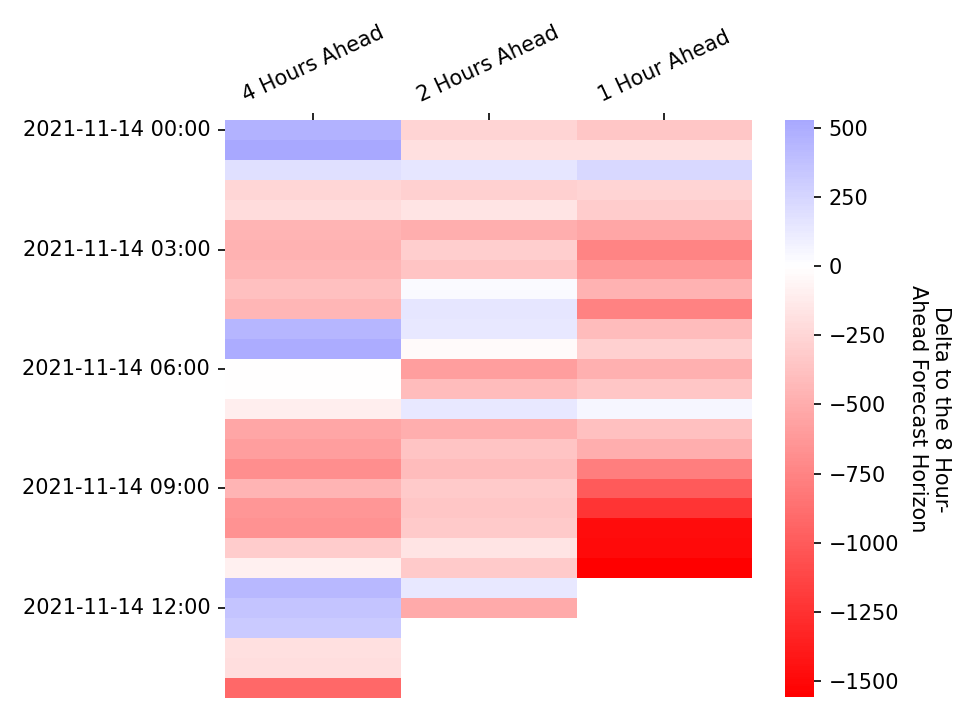 4 Hours Ahead
2 Hours Ahead
1 Hour Ahead
2021-11-14 00:00
2021-11-14 03:00
2021-11-14 06:00
2021-11-14 09:00
2021-11-14 12:00
500
250
0
−250
−500
−750
−1000
−1250
−1500
Delta to the 8 Hour-
Ahead Forecast Horizon